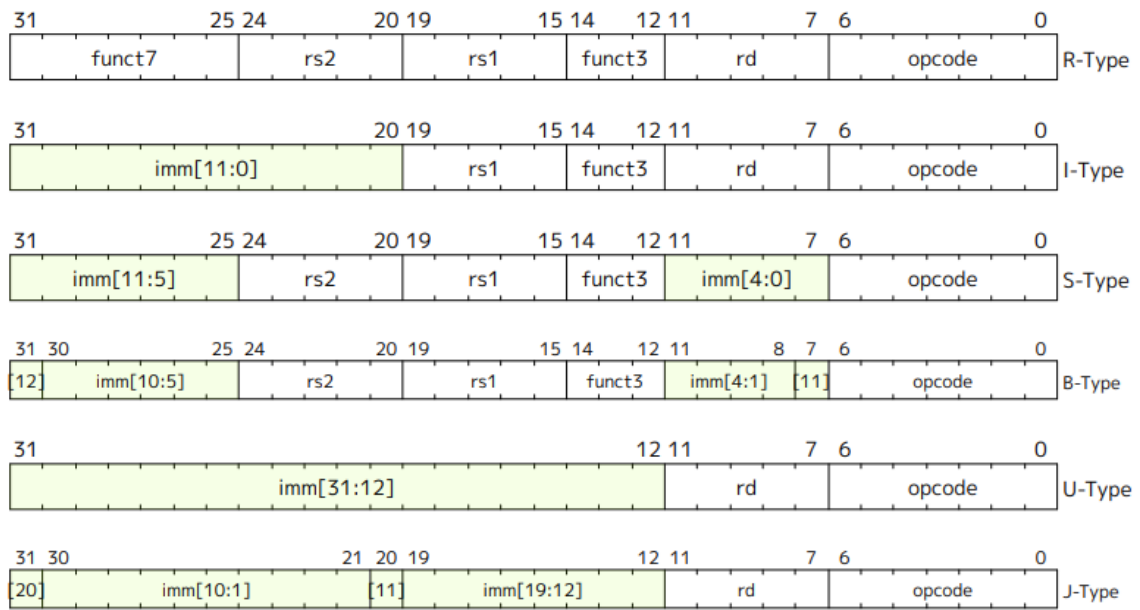 31 25 24 20 19 15 14 12 11 7 6 0
funct7 rs2 rs1 funct3 rd opcode R-Type
31 20 19 15 14 12 11 7 6 0
imm[11:0] rs1 funct3 rd opcode I-Type
31 25 24 20 19 15 14 12 11 7 6 0
imm[11:5] rs2 rs1 funct3 imm[4:0] opcode S-Type
31 30 25 24 20 19 15 14 12 11 8 7 6 0
[12] imm[10:5] rs2 rs1 funct3 imm[4:1] [11] opcode B-Type
31 12 11 7 6 0
imm[31:12] rd opcode U-Type
31 30 21 20 19 12 11 7 6 0
[20] imm[10:1] [11] imm[19:12] rd opcode J-Type